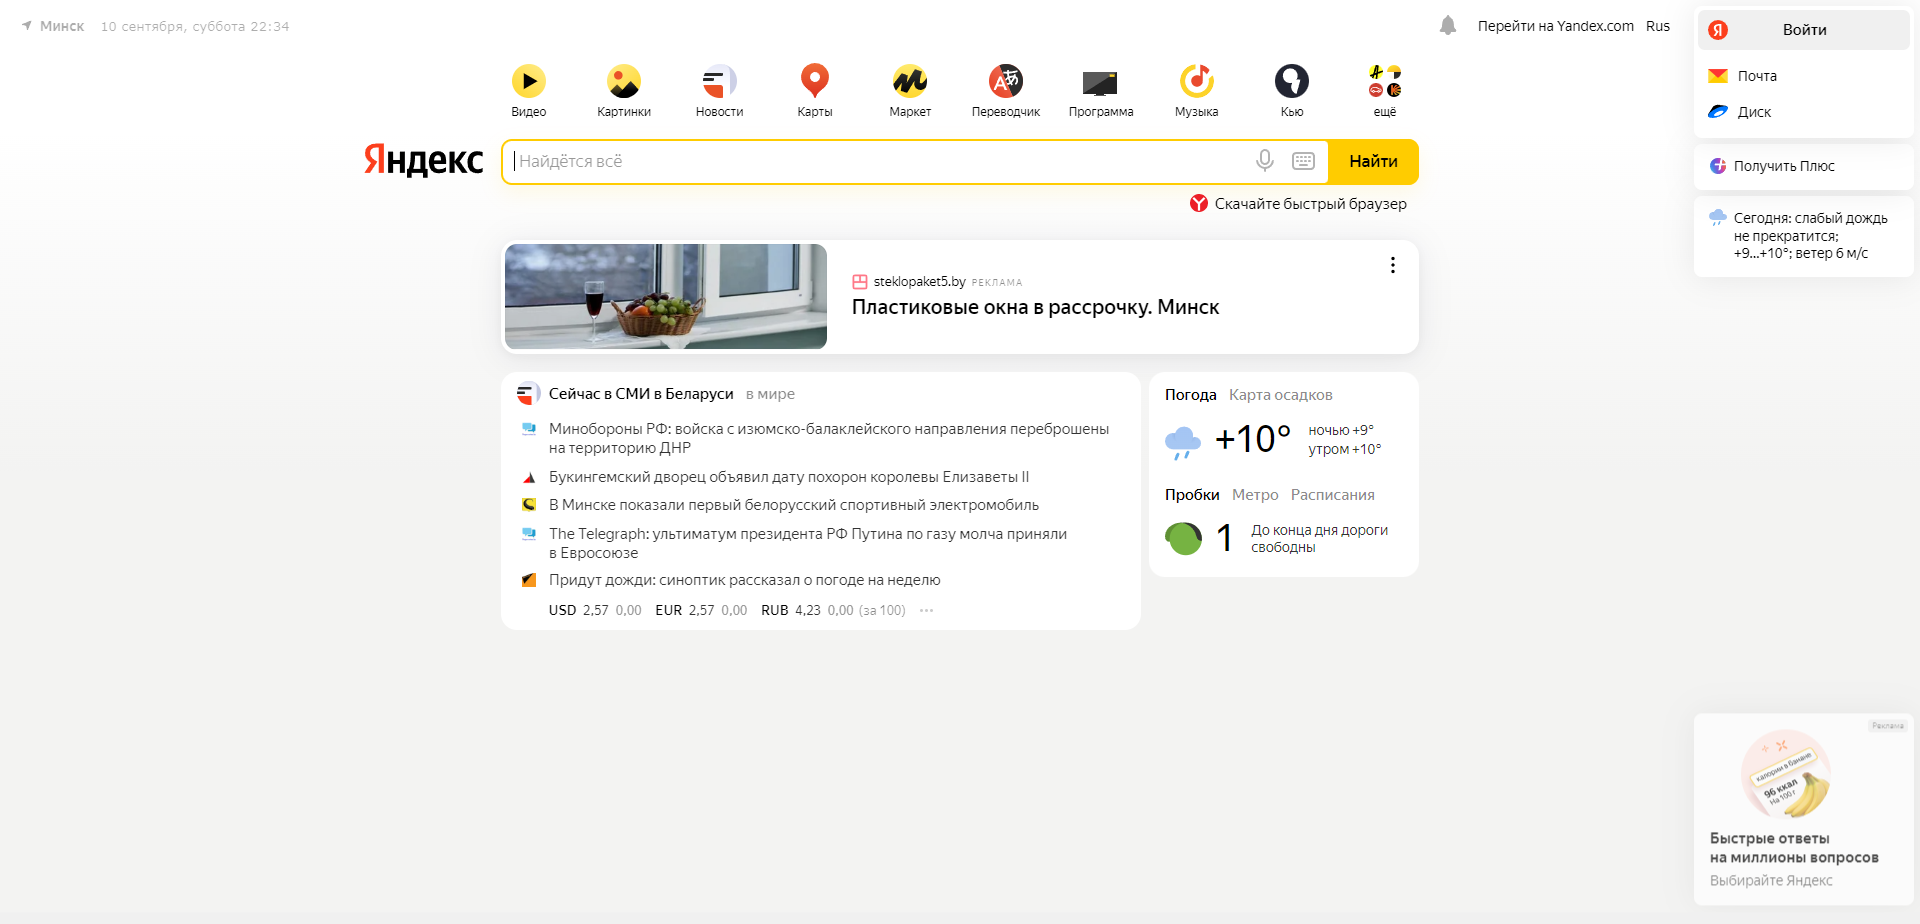 Минск 10 сентября, суббота 22:34
Перейти на Yandex.com Rus
Войти
Почта
Диск
Получить Плюс
Сегодня: слабый дождь
не прекратится;
+9...+10°; ветер 6 м/с
Видео Картинки Новости Карты Маркет Переводчик Программа Музыка Кью ещё
Яндекс Найдётся всё Найти
Скачайте быстрый браузер
steklopaket5.by РЕКЛАМА
Пластиковые окна в рассрочку. Минск
Сейчас в СМИ в Беларуси в мире
Минобороны РФ: войска с изюмско-балаклейского направления переброшены
на территорию ДНР
Букингемский дворец объявил дату похорон королевы Елизаветы II
В Минске показали первый белорусский спортивный электромобиль
The Telegraph: ультиматум президента РФ Путина по газу молча приняли
в Евросоюзе
Придут дожди: синоптик рассказал о погоде на неделю
USD 2,57 0,00 EUR 2,57 0,00 RUB 4,23 0,00 (за 100) ···
Погода Карта осадков
+10° ночью +9°
утром +10°
Пробки Метро Расписания
1 До конца дня дороги
свободны
Реклама
калории в банане
96 ккал
На 100 г
Быстрые ответы
на миллионы вопросов
Выбирайте Яндекс